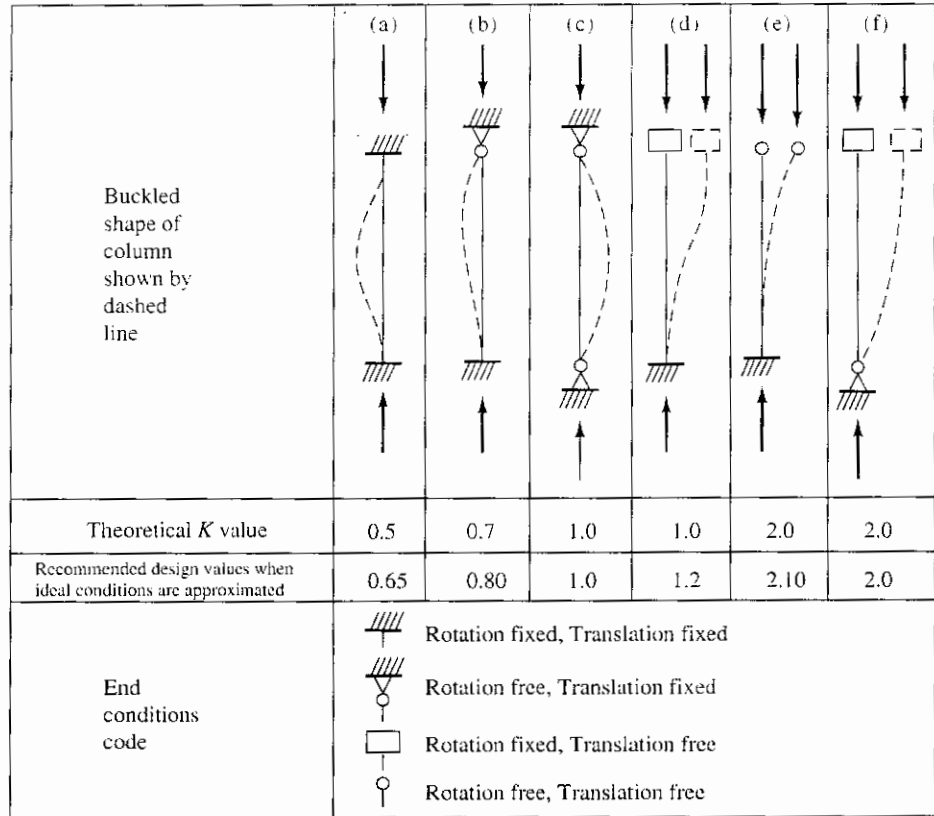 (a) (b) (c) (d) (e) (f)
Buckled
shape of
column
shown by
dashed
line
Theoretical K value 0.5 0.7 1.0 1.0 2.0 2.0
Recommended design values when
ideal conditions are approximated 0.65 0.80 1.0 1.2 2.10 2.0
End
conditions
code
Rotation fixed, Translation fixed
Rotation free, Translation fixed
Rotation fixed, Translation free
Rotation free, Translation free